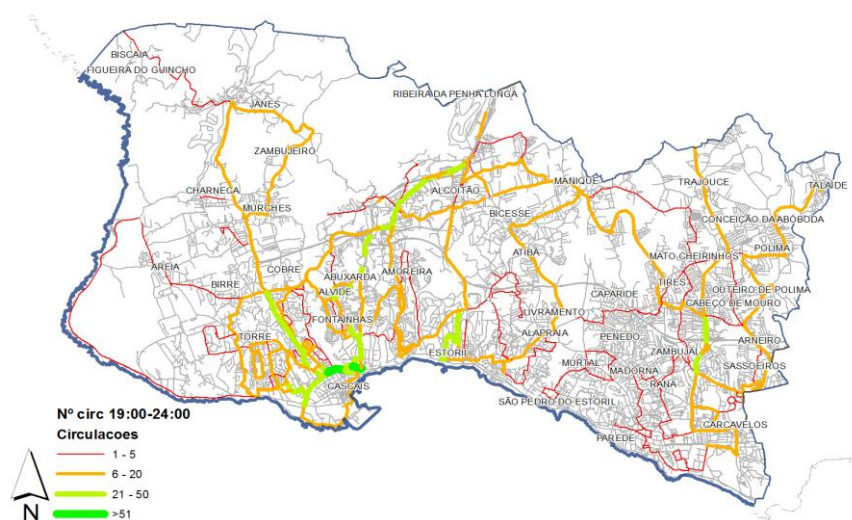 BISCAIA
FIGUEIRA DO GUINCHO
RIBEIRA DA PENHA LONGA
JANES
ZAMBUJEIRO
CHARNECA
ALCOITÃO
MANIQUE
TRAJOUCE
TALAIDE
MURCHES
BICESSE
CONCEIÇÃO DA ABÓBODA
POLIMA
AREIA
BIRRE
COBRE
ABUXARDA
AMOREIRA
ATIBÁ
MATO CHEIRINHOS
ALVIDE
CAPARIDE
TIRES
OUTEIRO DE POLIMA
CABEÇO DE MOURO
TORRE
FONTAINHAS
LIVRAMENTO
ALAPRAIA
PENEDO
ZAMBUJAL
ARNEIRO
ESTORIL
MURTAL
MADORNA
SASSOEIROS
CASCAIS
RANA
SÃO PEDRO DO ESTORIL
PAREDE
CARCAVELOS
Nº circ 19:00-24:00
Circulacoes
1 - 5
6 - 20
21 - 50
>51
N